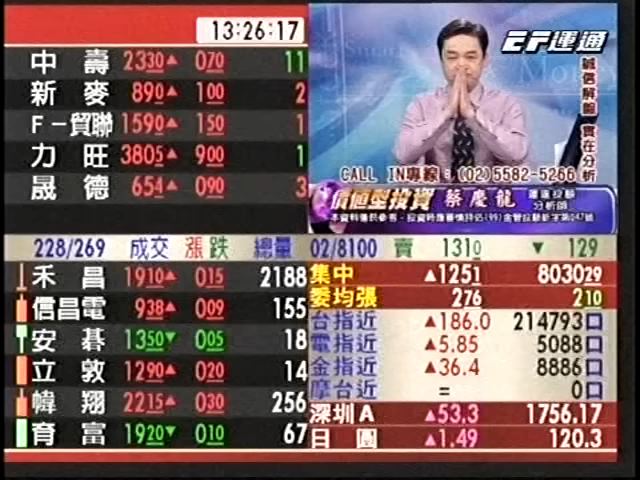 13:26:17
中壽 2330▲ 070 11
新麥 890▲ 100 2
F－貿聯 1590▲ 150 1
力旺 3805▲ 900 1
晟德 654▲ 090 3
EF運通
誠信解盤 實在分析
CALL IN專線：(02)5582-5266
價值型投資 蔡慶龍
分析師
228/269 成交 漲跌 總量
禾昌 1910▲ 015 2188
信昌電 938▲ 009 155
安碁 1350▼ 005 18
立敦 1290▲ 020 14
幃翔 2215▲ 030 256
育富 1920▼ 010 67
02/8100 賣 1310 ▼ 129
集中 ▲1251 803029
委均張 276 210
台指近 ▲186.0 214793口
電指近 ▲5.85 5088口
金指近 ▲36.4 8886口
摩台近 = 0口
深圳A ▲53.3 1756.17
日圓 ▲1.49 120.3